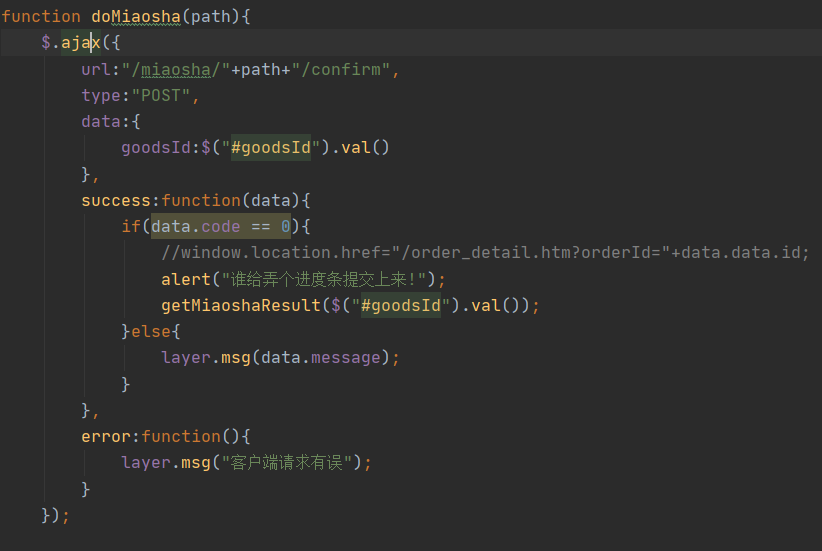 function doMiaosha(path){
$.ajax({
url:"/miaosha/"+path+"/confirm",
type:"POST",
data:{
goodsId:$("#goodsId").val()
},
success:function(data){
if(data.code == 0){
//window.location.href="/order_detail.htm?orderId="+data.data.id;
alert("谁给弄个进度条提交上来!");
getMiaoshaResult($("#goodsId").val());
}else{
layer.msg(data.message);
}
},
error:function(){
layer.msg("客户端请求有误");
}
});